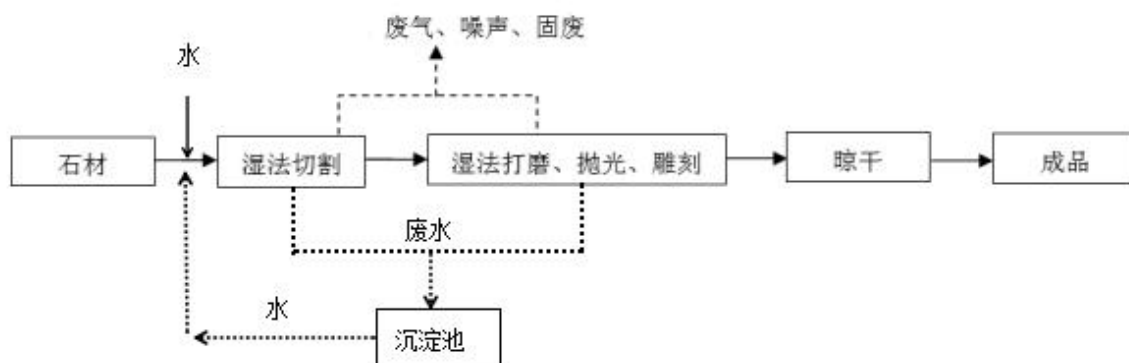 废气、噪声、固废
水
石材
湿法切割
湿法打磨、抛光、雕刻
晾干
成品
废水
水
沉淀池